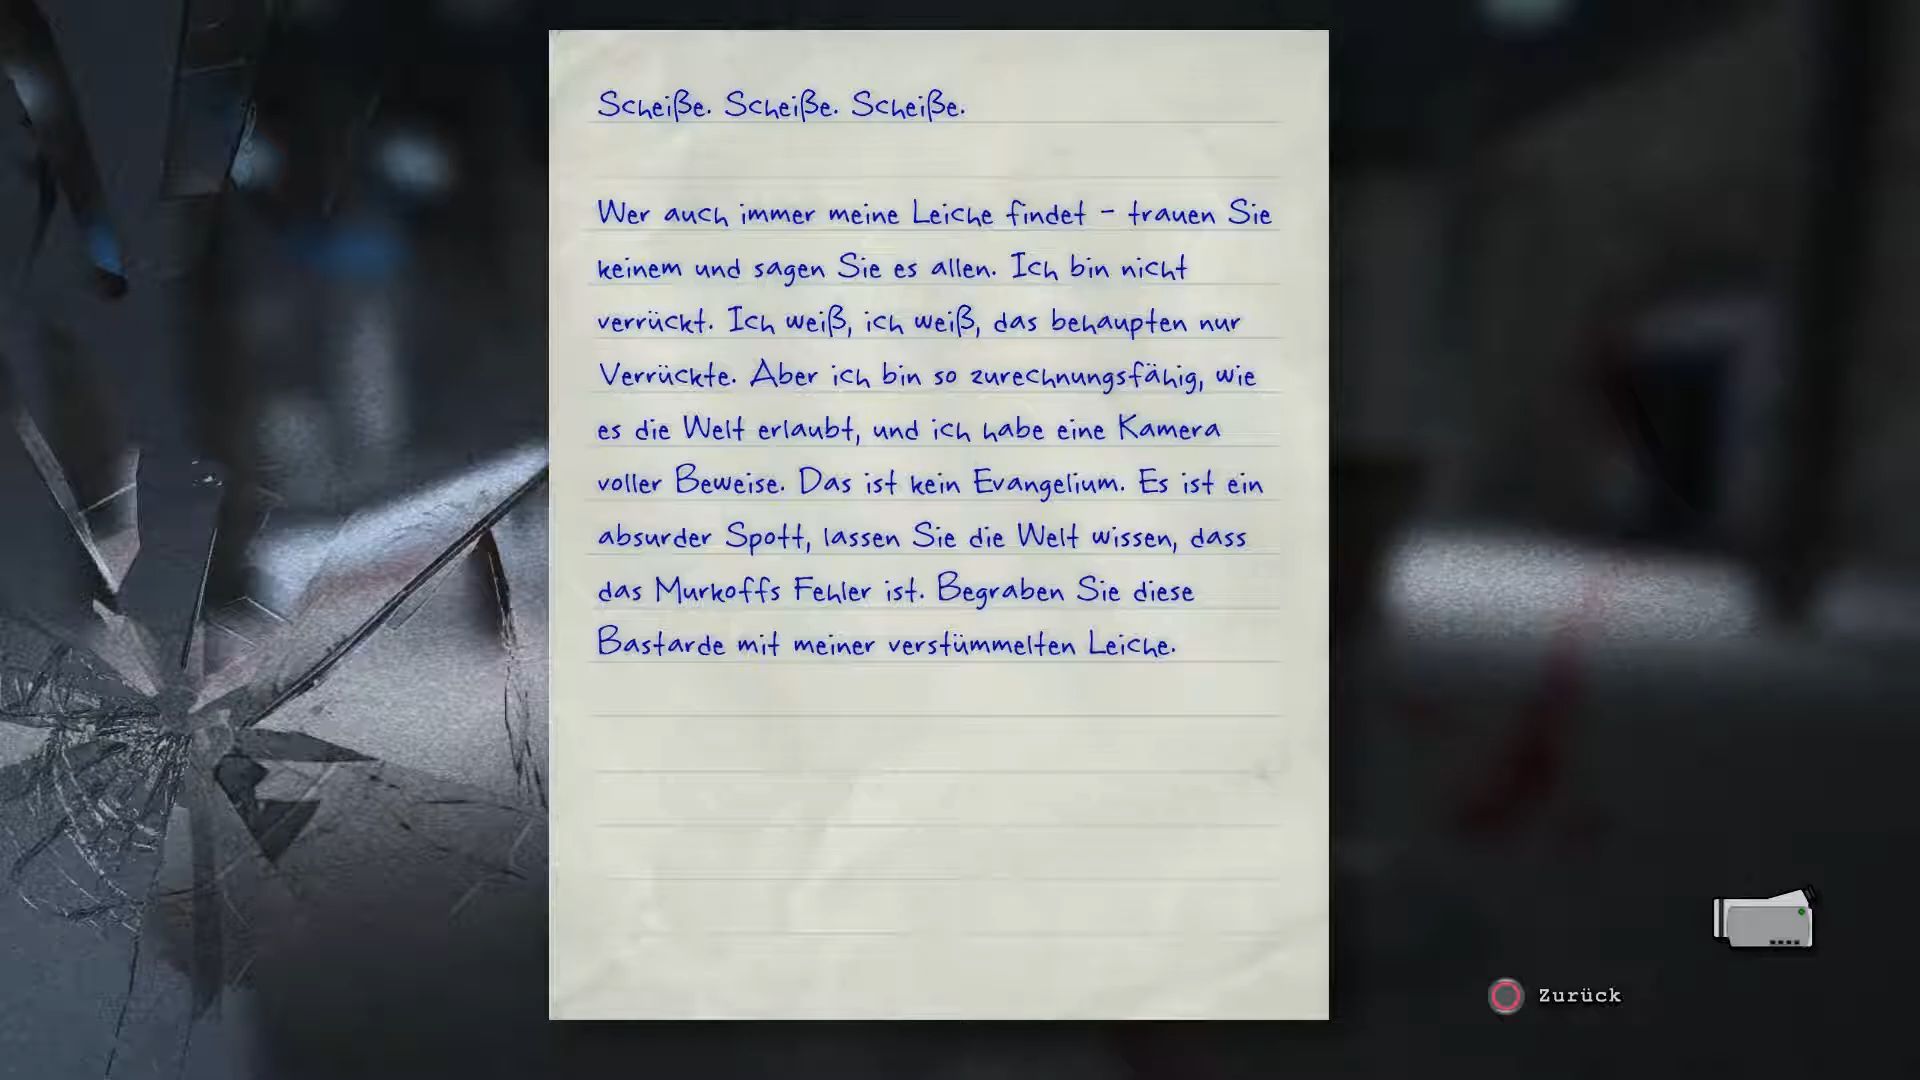 Scheiße. Scheiße. Scheiße.
Wer auch immer meine Leiche findet - trauen Sie
keinem und sagen Sie es allen. Ich bin nicht
verrückt. Ich weiß, ich weiß, das behaupten nur
Verrückte. Aber ich bin so zurechnungsfähig, wie
es die Welt erlaubt, und ich habe eine Kamera
voller Beweise. Das ist kein Evangelium. Es ist ein
absurder Spott, lassen Sie die Welt wissen, dass
das Murkoffs Fehler ist. Begraben Sie diese
Bastarde mit meiner verstümmelten Leiche.
Zurück